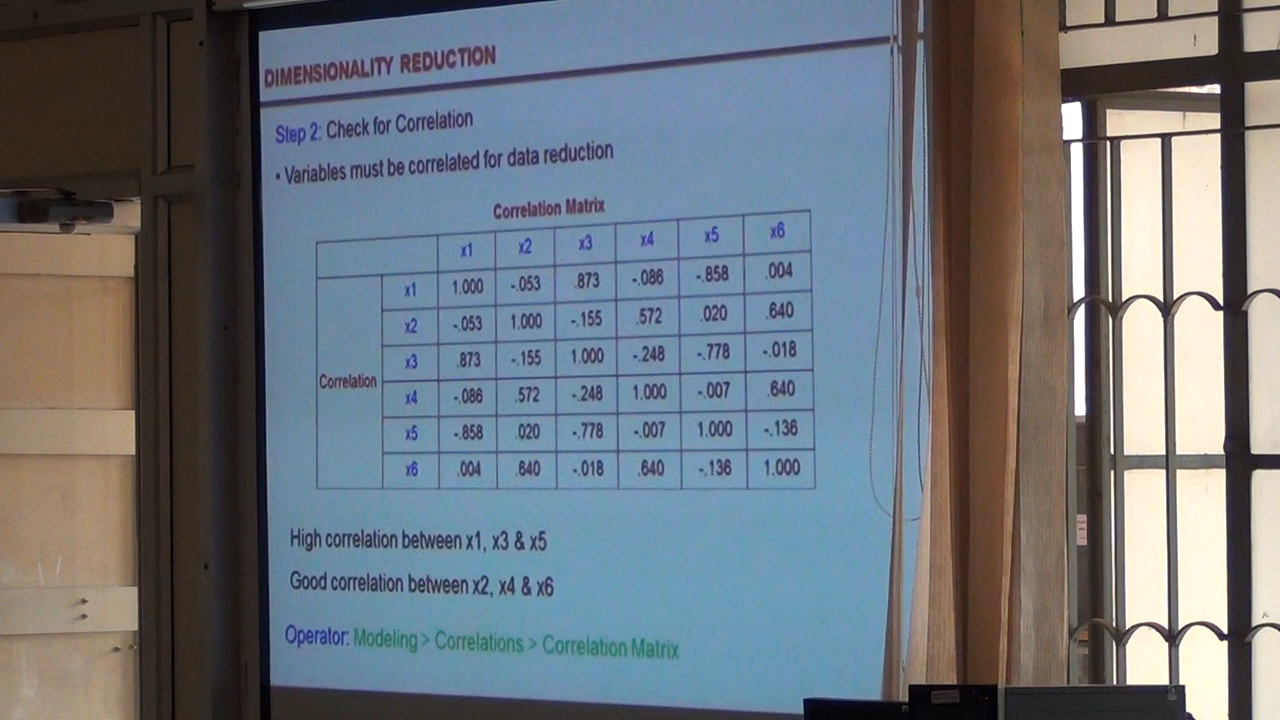 DIMENSIONALITY REDUCTION
Step 2: Check for Correlation
• Variables must be correlated for data reduction
Correlation Matrix
x1 x2 x3 x4 x5 x6
Correlation
x1 1.000 -.053 .873 -.086 -.858 .004
x2 -.053 1.000 -.155 .572 .020 .640
x3 .873 -.155 1.000 -.248 -.778 -.018
x4 -.086 .572 -.248 1.000 -.007 .640
x5 -.858 .020 -.778 -.007 1.000 -.136
x6 .004 .640 -.018 .640 -.136 1.000
High correlation between x1, x3 & x5
Good correlation between x2, x4 & x6
Operator: Modeling > Correlations > Correlation Matrix